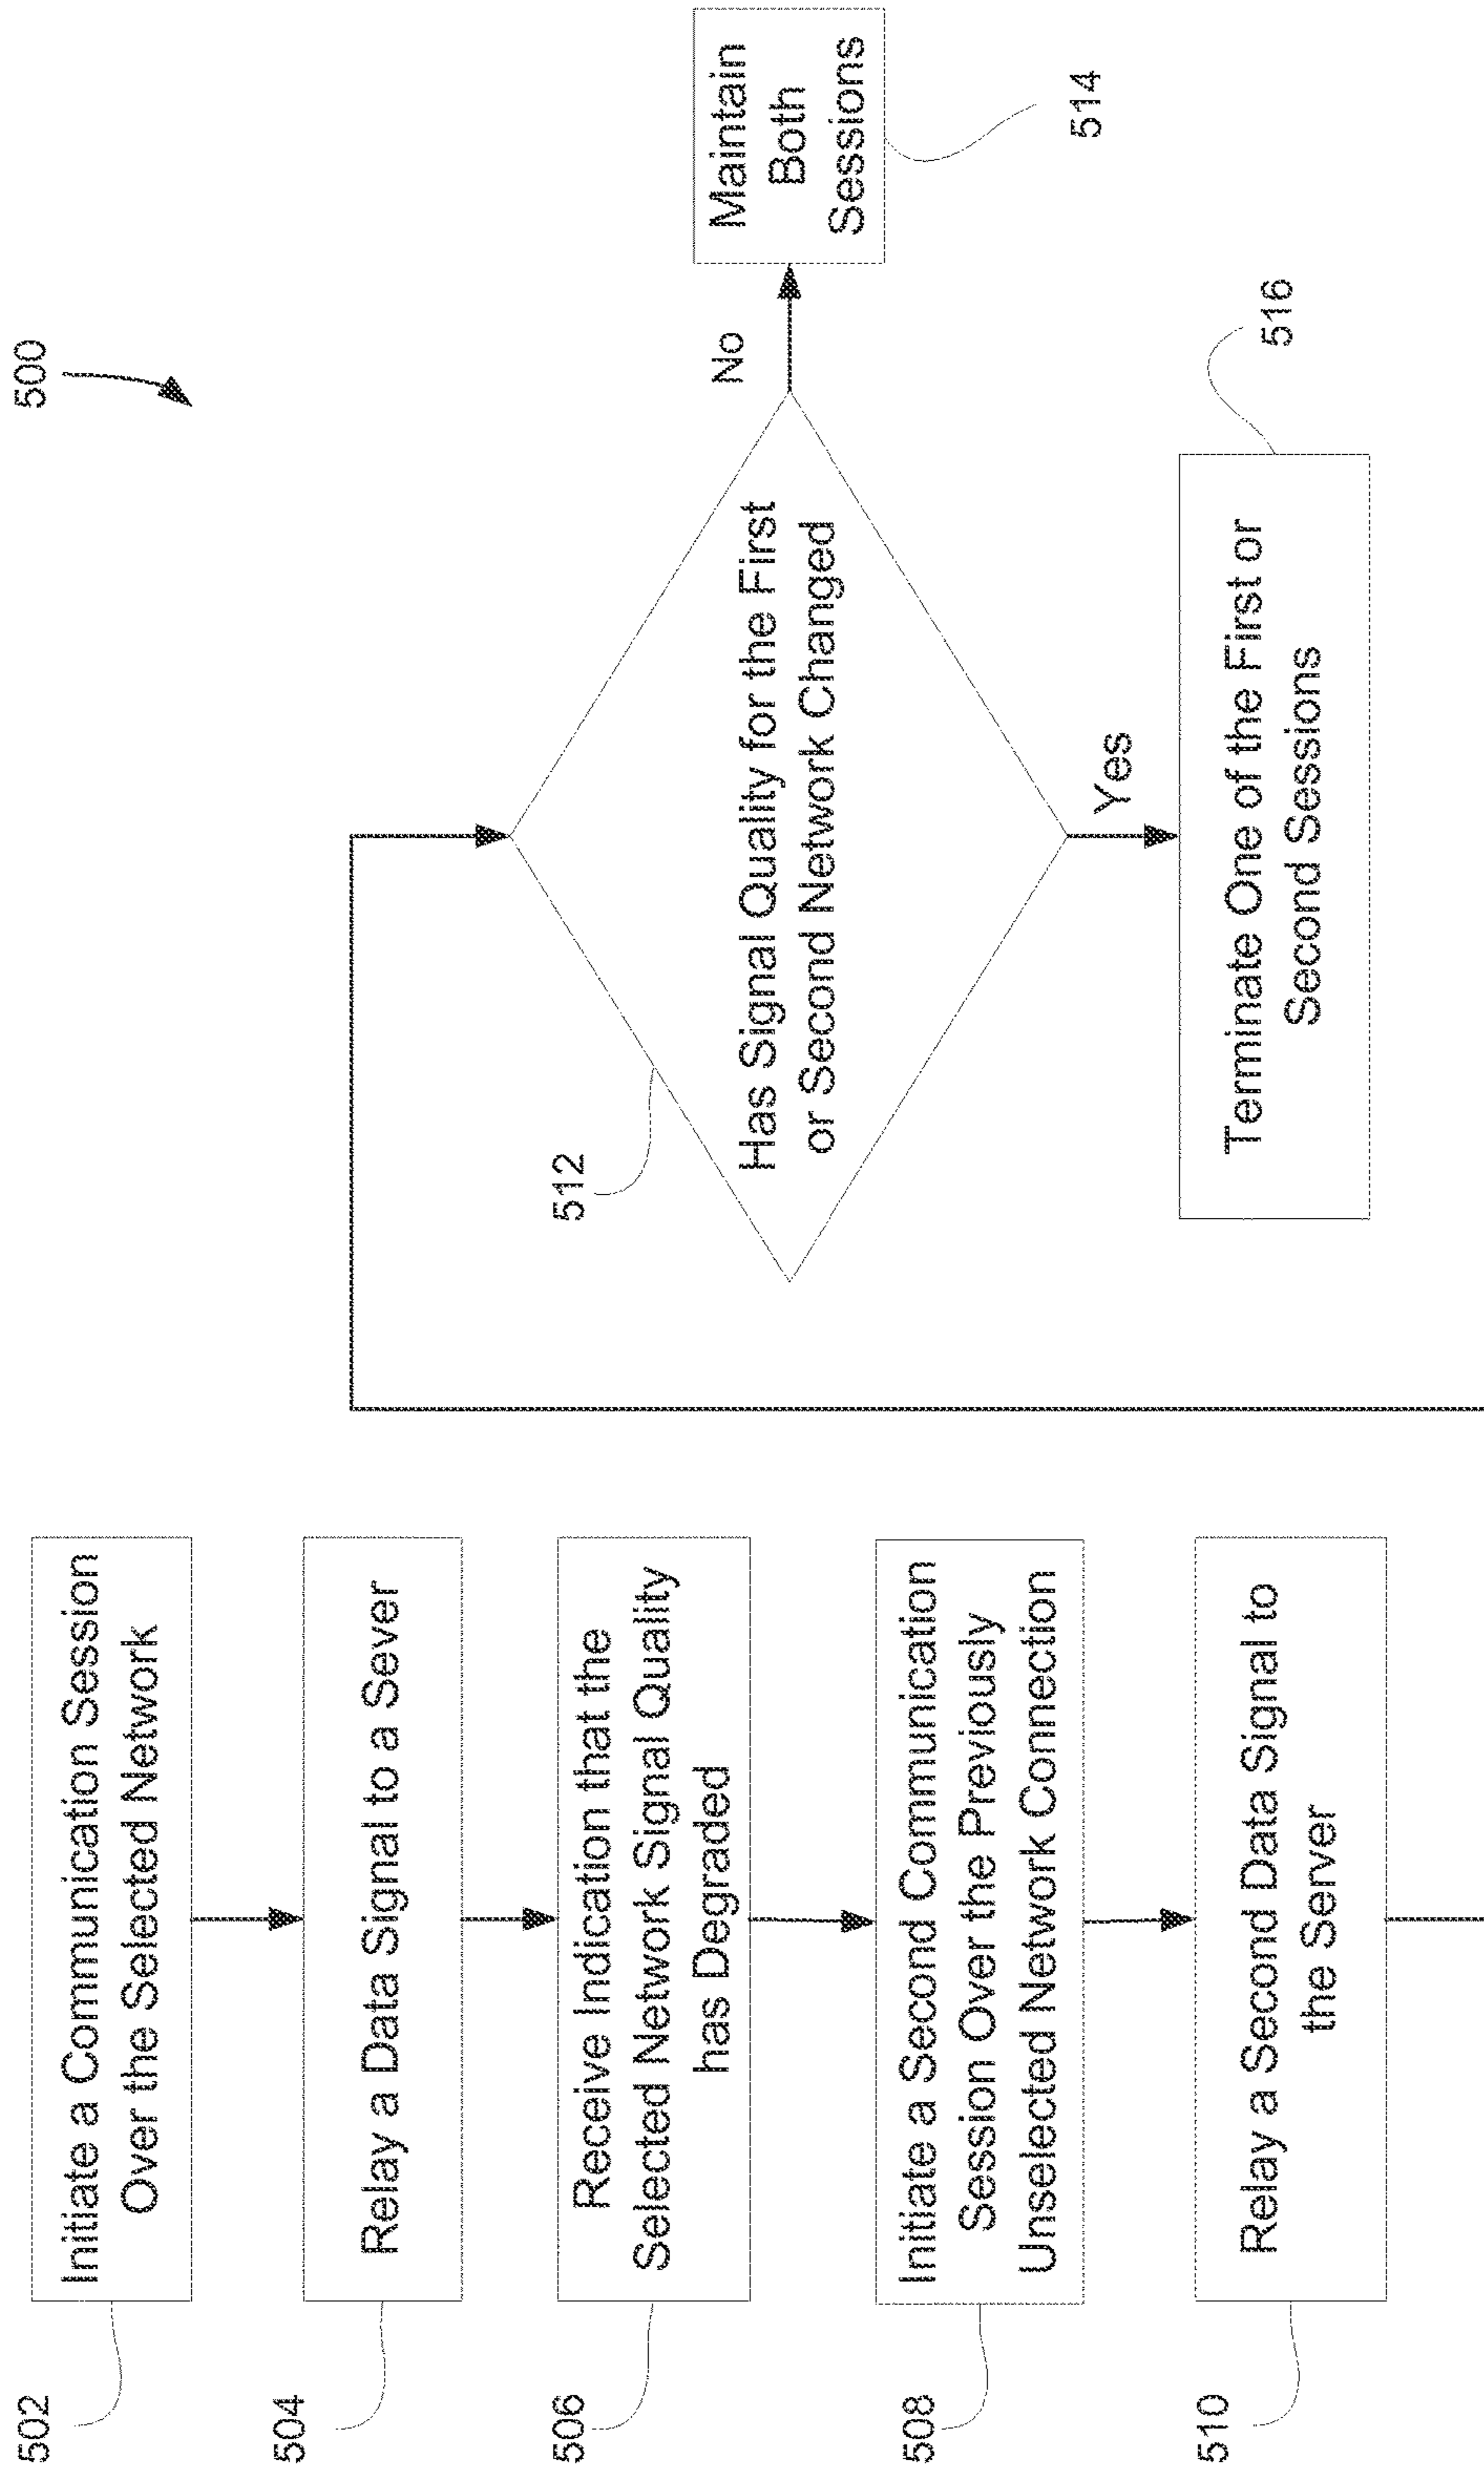 500
502
Initiate a Communication Session
Over the Selected Network
504
Relay a Data Signal to a Sever
506
Receive Indication that the
Selected Network Signal Quality
has Degraded
508
Initiate a Second Communication
Session Over the Previously
Unselected Network Connection
510
Relay a Second Data Signal to
the Server
512
Has Signal Quality for the First
or Second Network Changed
No
Maintain
Both
Sessions
514
Yes
516
Terminate One of the First or
Second Sessions